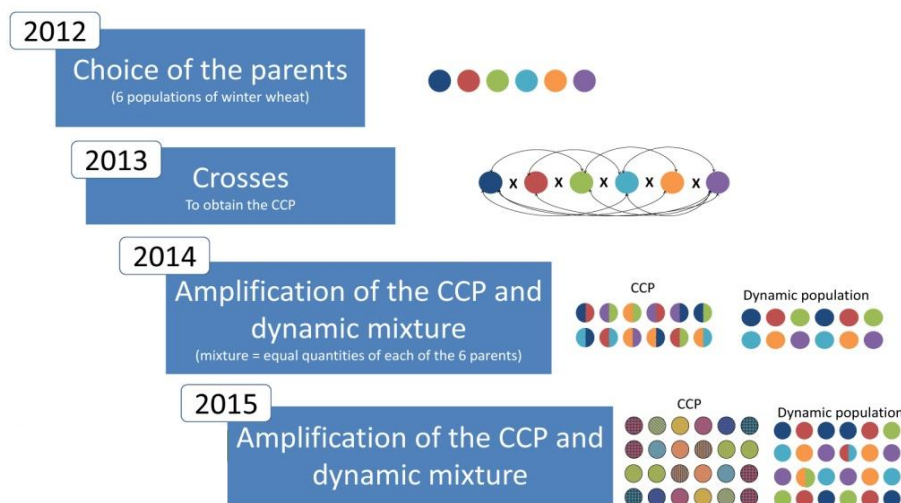 2012
Choice of the parents
(6 populations of winter wheat)
2013
Crosses
To obtain the CCP
X X X X X
2014
Amplification of the CCP and
dynamic mixture
(mixture = equal quantities of each of the 6 parents)
CCP
Dynamic population
2015
Amplification of the CCP and
dynamic mixture
CCP
Dynamic population